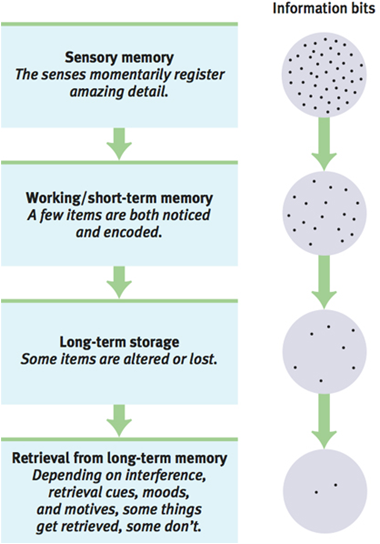 Information bits
Sensory memory
The senses momentarily register
amazing detail.
Working/short-term memory
A few items are both noticed
and encoded.
Long-term storage
Some items are altered or lost.
Retrieval from long-term memory
Depending on interference,
retrieval cues, moods,
and motives, some things
get retrieved, some don’t.